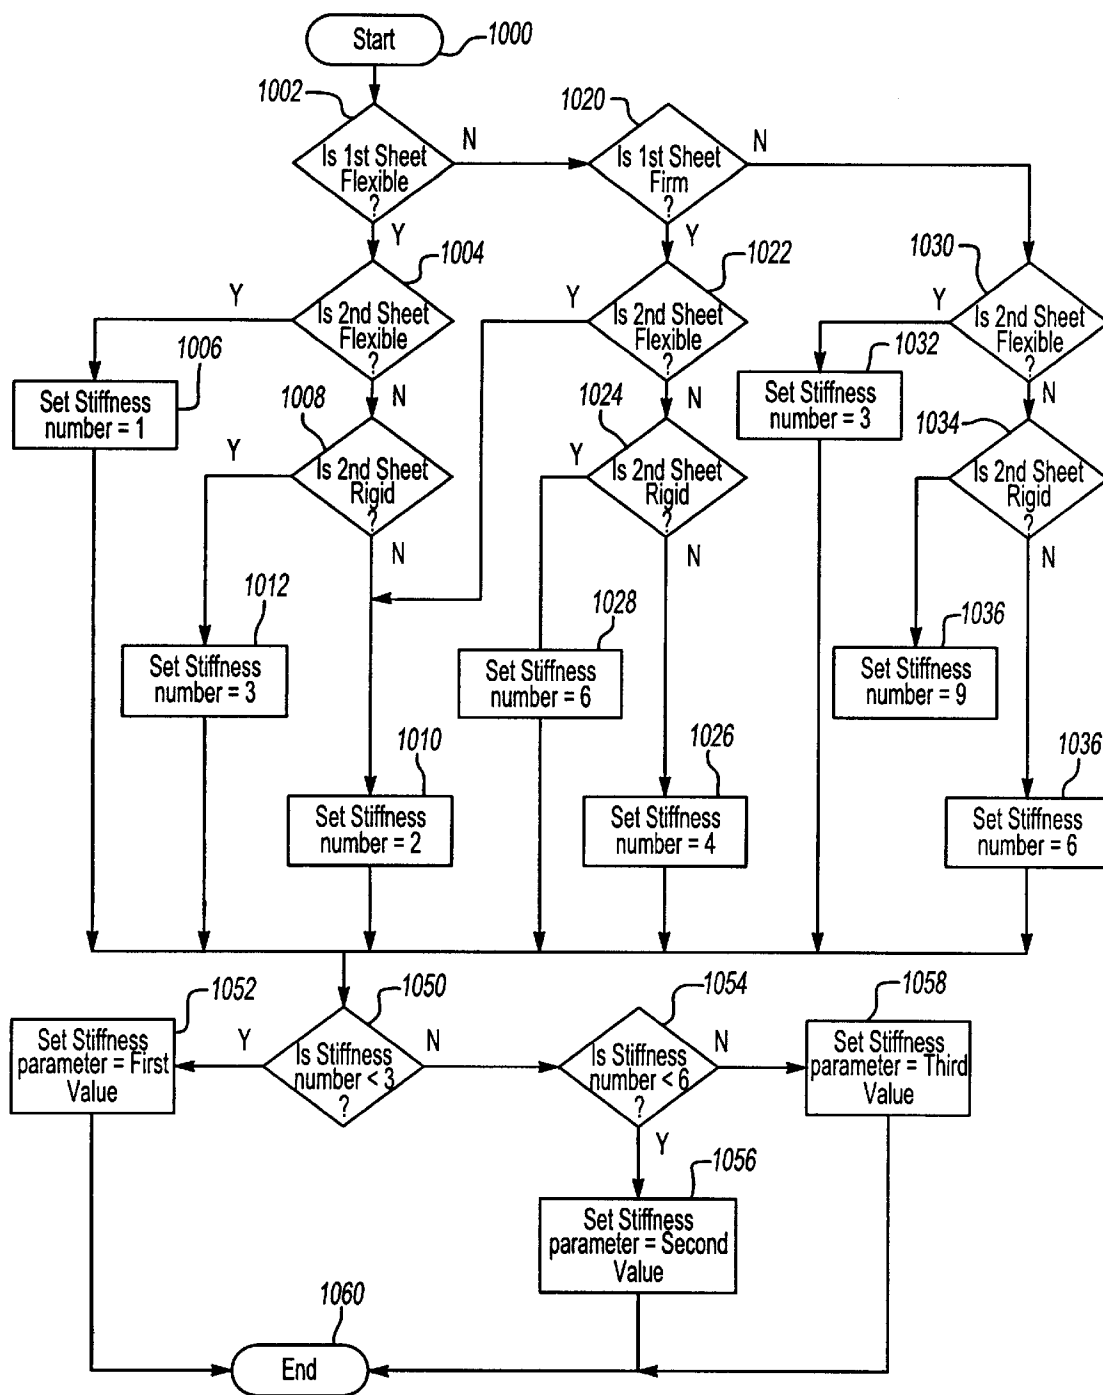 Start
1000
1002
Is 1st Sheet
Flexible
?
N
1020
Is 1st Sheet
Firm
?
N
Y
Y
1004
Is 2nd Sheet
Flexible
?
Y
N
1022
Is 2nd Sheet
Flexible
?
Y
N
1030
Is 2nd Sheet
Flexible
?
Y
N
1006
Set Stiffness
number = 1
1008
Is 2nd Sheet
Rigid
?
Y
N
1024
Is 2nd Sheet
Rigid
?
Y
N
1032
Set Stiffness
number = 3
1034
Is 2nd Sheet
Rigid
?
N
1012
Set Stiffness
number = 3
1028
Set Stiffness
number = 6
1036
Set Stiffness
number = 9
1010
Set Stiffness
number = 2
1026
Set Stiffness
number = 4
1036
Set Stiffness
number = 6
1052
Set Stiffness
parameter = First
Value
Y
1050
Is Stiffness
number < 3
?
N
1054
Is Stiffness
number < 6
?
N
Y
1058
Set Stiffness
parameter = Third
Value
1056
Set Stiffness
parameter = Second
Value
1060
End